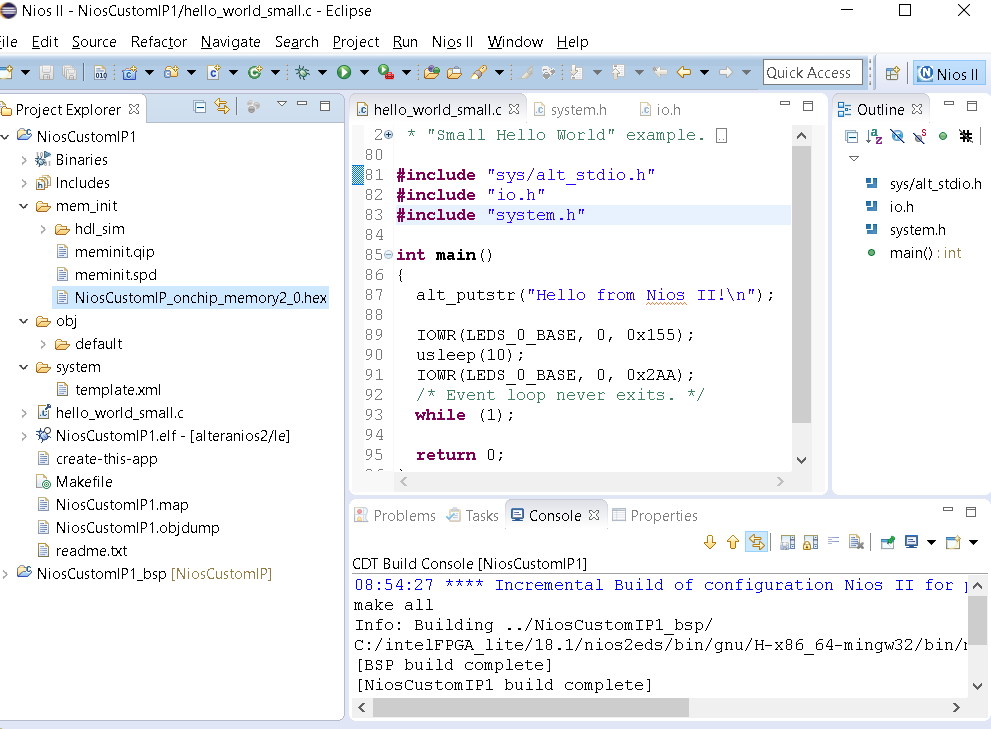 Nios II - NiosCustomIP1/hello_world_small.c - Eclipse
ile Edit Source Refactor Navigate Search Project Run Nios II Window Help
Quick Access
Nios II
Project Explorer
NiosCustomIP1
Binaries
Includes
mem_init
hdl_sim
meminit.qip
meminit.spd
NiosCustomIP_onchip_memory2_0.hex
obj
default
system
template.xml
hello_world_small.c
NiosCustomIP1.elf - [alteranios2/le]
create-this-app
Makefile
NiosCustomIP1.map
NiosCustomIP1.objdump
readme.txt
NiosCustomIP1_bsp [NiosCustomIP]
hello_world_small.c system.h io.h
2 * "Small Hello World" example.
80
81 #include "sys/alt_stdio.h"
82 #include "io.h"
83 #include "system.h"
84
85 int main()
86 {
87 alt_putstr("Hello from Nios II!\n");
88
89 IOWR(LEDS_0_BASE, 0, 0x155);
90 usleep(10);
91 IOWR(LEDS_0_BASE, 0, 0x2AA);
92 /* Event loop never exits. */
93 while (1);
94
95 return 0;
Outline
sys/alt_stdio.h
io.h
system.h
main() : int
Problems Tasks Console Properties
CDT Build Console [NiosCustomIP1]
08:54:27 **** Incremental Build of configuration Nios II for
make all
Info: Building ../NiosCustomIP1_bsp/
C:/intelFPGA_lite/18.1/nios2eds/bin/gnu/H-x86_64-mingw32/bin/
[BSP build complete]
[NiosCustomIP1 build complete]